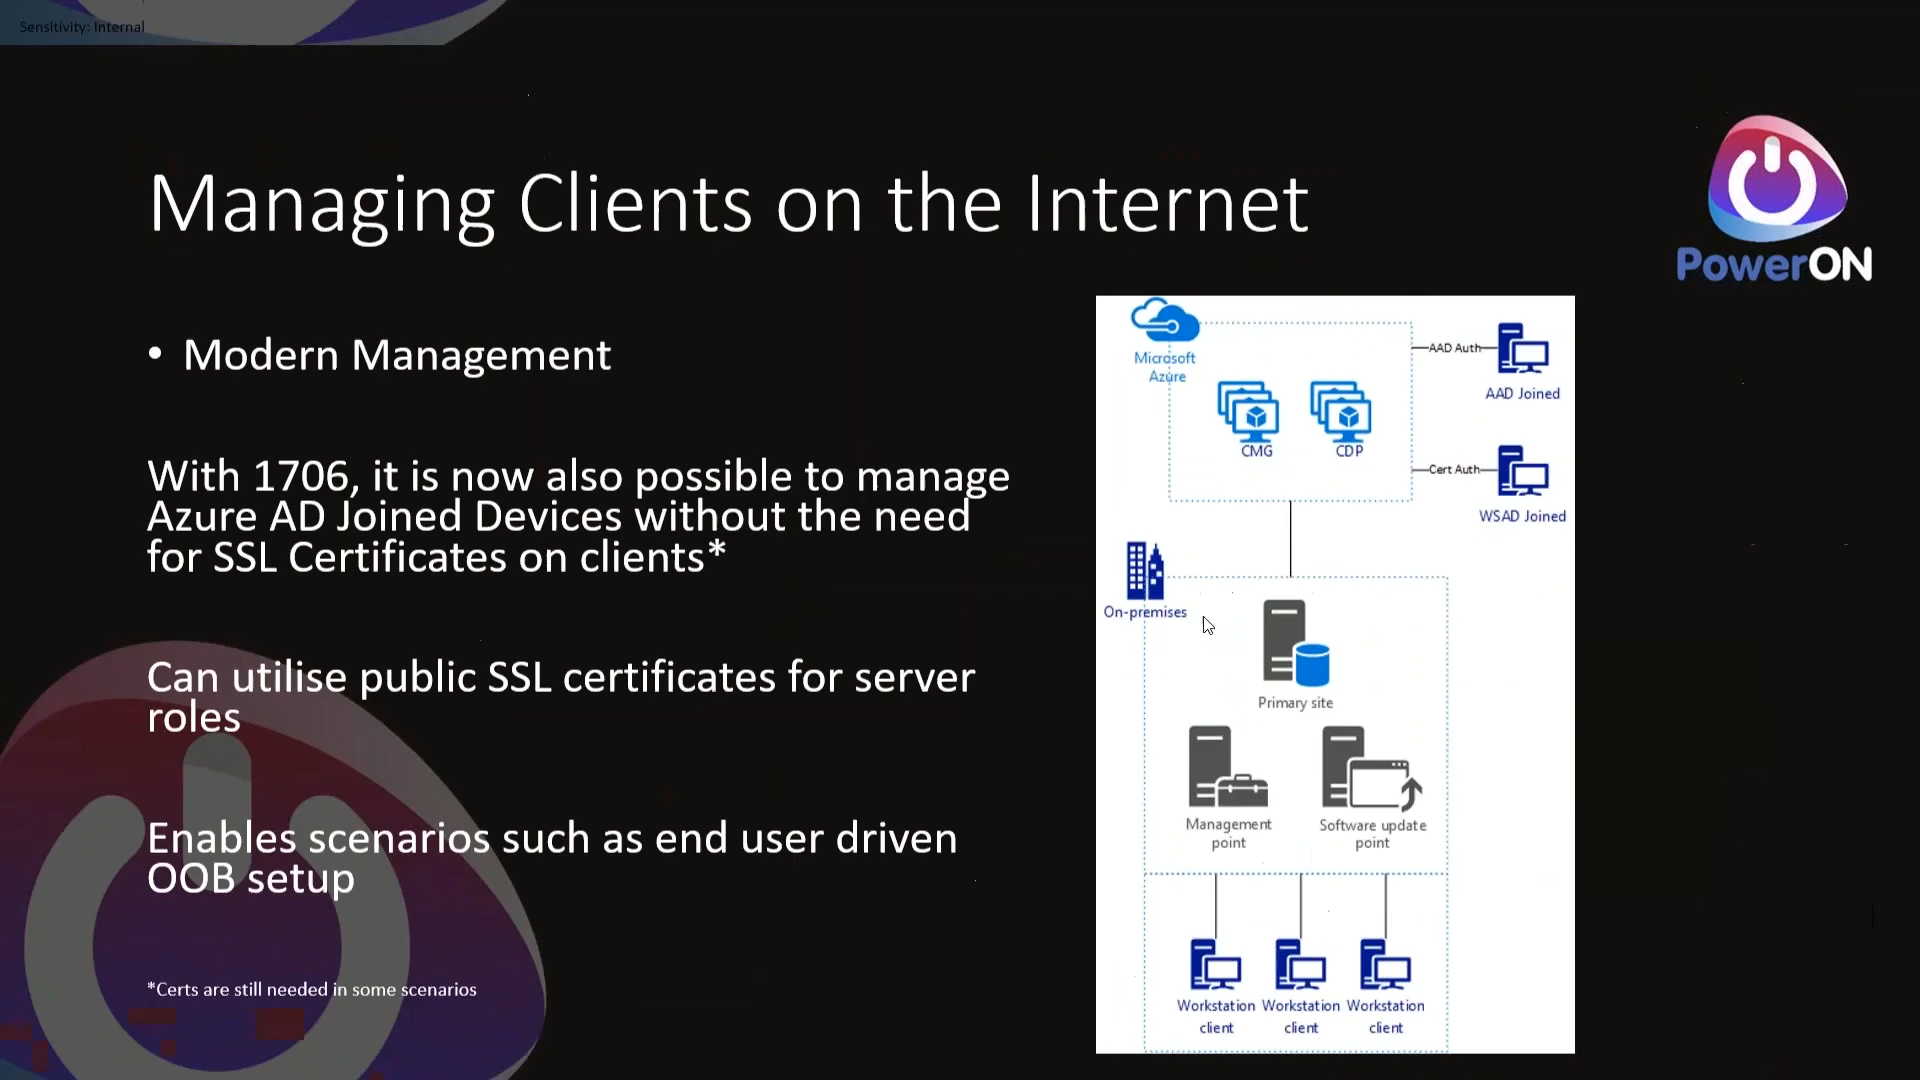 Sensitivity: Internal
Managing Clients on the Internet
PowerON
• Modern Management
With 1706, it is now also possible to manage
Azure AD Joined Devices without the need
for SSL Certificates on clients*
Can utilise public SSL certificates for server
roles
Enables scenarios such as end user driven
OOB setup
*Certs are still needed in some scenarios
Microsoft
Azure
CMG
CDP
AAD Auth
AAD Joined
Cert Auth
WSAD Joined
On-premises
Primary site
Management
point
Software update
point
Workstation
client
Workstation
client
Workstation
client